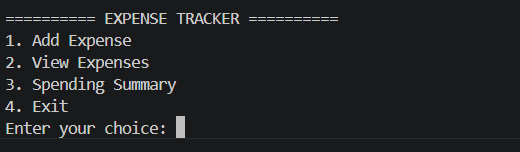 ========== EXPENSE TRACKER ==========
1. Add Expense
2. View Expenses
3. Spending Summary
4. Exit
Enter your choice: